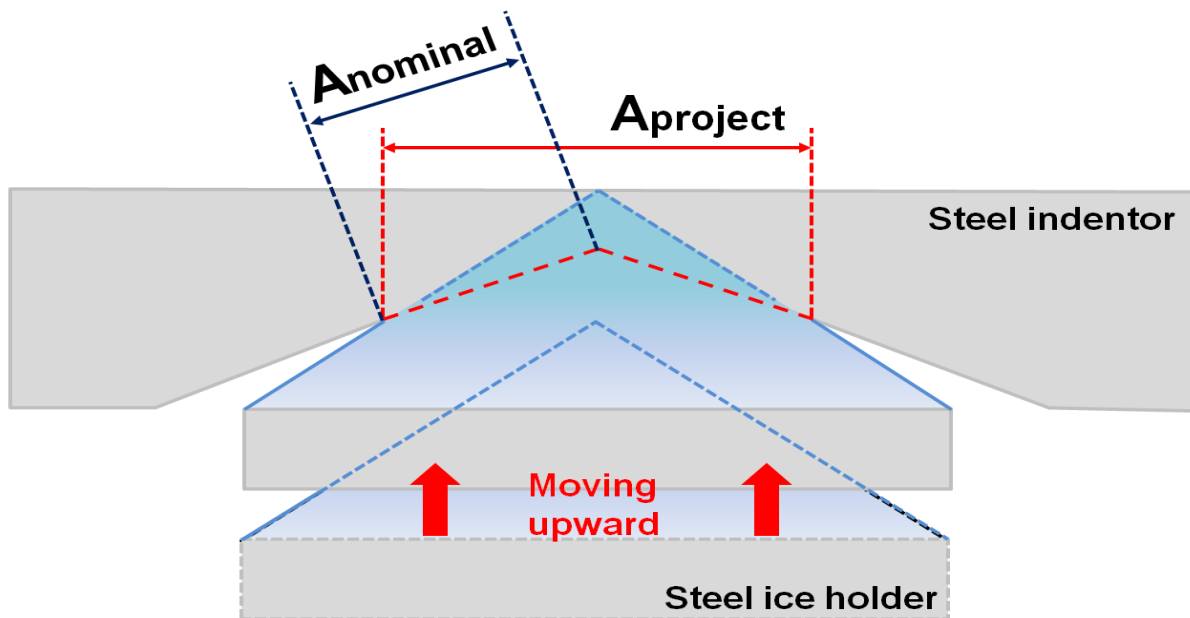 Anominal
Aproject
Steel indentor
Moving
upward
Steel ice holder